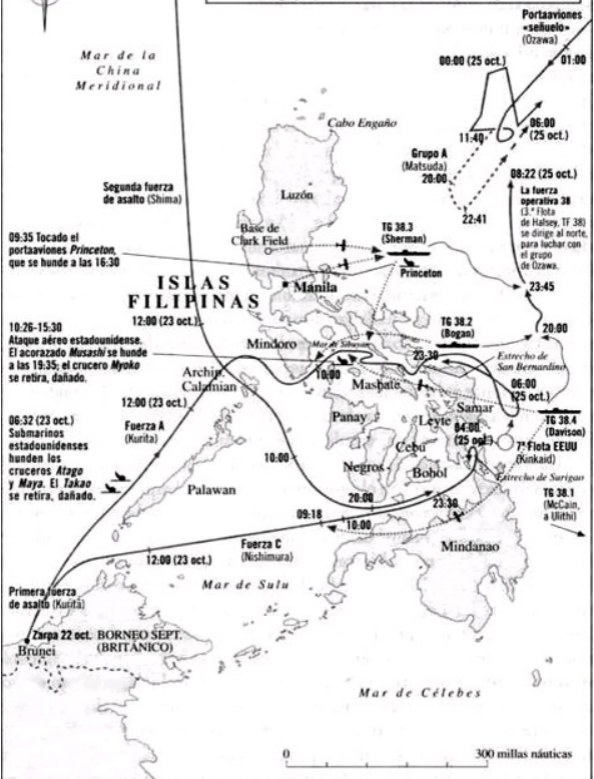 Portaaviones
«señuelo»
(Ozawa)
01:00
00:00 (25 oct.)
Mar de la
China
Meridional
06:00
(25 oct.)
11:40
Cabo Engaño
Grupo A
(Matsuda)
20:00
22:41
08:22 (25 oct.)
La fuerza
operativa 38
(3.ª Flota
de Halsey, TF 38)
se dirige al norte,
para luchar con
el grupo
de Ozawa.
Segunda fuerza
de asalto (Shima)
Luzón
Base de
Clark Field
TG 38.3
(Sherman)
Princeton
09:35 Tocado el
portaaviones Princeton,
que se hunde a las 16:30
ISLAS
FILIPINAS
Manila
23:45
12:00 (23 oct.)
TG 38.2
(Bogan)
20:00
10:26-15:30
Ataque aéreo estadounidense.
El acorazado Musashi se hunde
a las 19:35; el crucero Myoko
se retira, dañado.
Mindoro
Mar de Sibuyan
23:30
Estrecho de
San Bernardino
10:00
Archip.
Calamian
Masbate
06:00
(25 oct.)
12:00 (23 oct.)
Samar
TG 38.4
(Davison)
06:32 (23 oct.)
Submarinos
estadounidenses
hunden los
cruceros Atago
y Maya. El Takao
se retira, dañado.
Fuerza A
(Kurita)
Panay
Leyte
04:00
(25 oct.)
7ª Flota EEUU
(Kinkaid)
10:00
Cebú
Negros
Bohol
Estrecho de Surigao
Palawan
20:00
23:30
TG 38.1
(McCain,
a Ulithi)
09:18
10:00
Mindanao
12:00 (23 oct.)
Fuerza C
(Nishimura)
Mar de Sulu
Primera fuerza
de asalto (Kurita)
Zarpa 22 oct.
Brunei
BORNEO SEPT.
(BRITÁNICO)
Mar de Célebes
0
300 millas náuticas